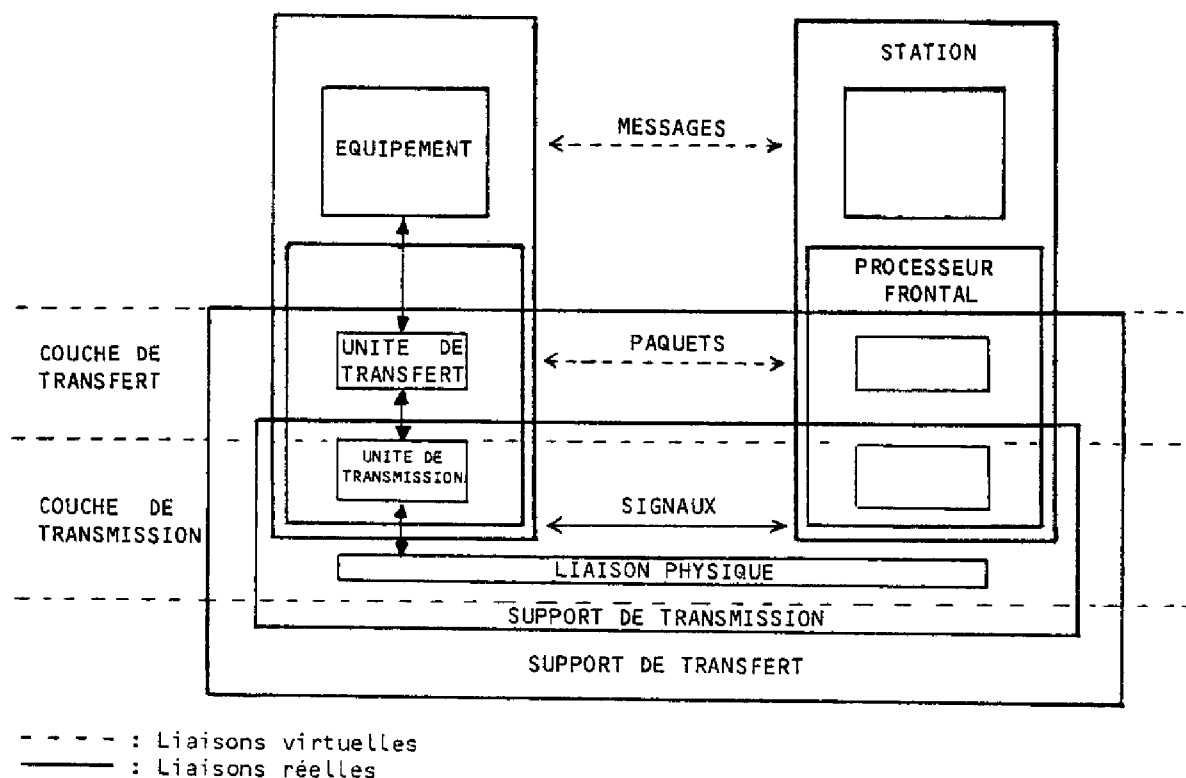 STATION
MESSAGES
EQUIPEMENT
PROCESSEUR
FRONTAL
COUCHE DE
TRANSFERT
UNITE DE
TRANSFERT
PAQUETS
UNITE DE
TRANSMISSION
COUCHE DE
TRANSMISSION
SIGNAUX
LIAISON PHYSIQUE
SUPPORT DE TRANSMISSION
SUPPORT DE TRANSFERT
- - - - : Liaisons virtuelles
——— : Liaisons réelles